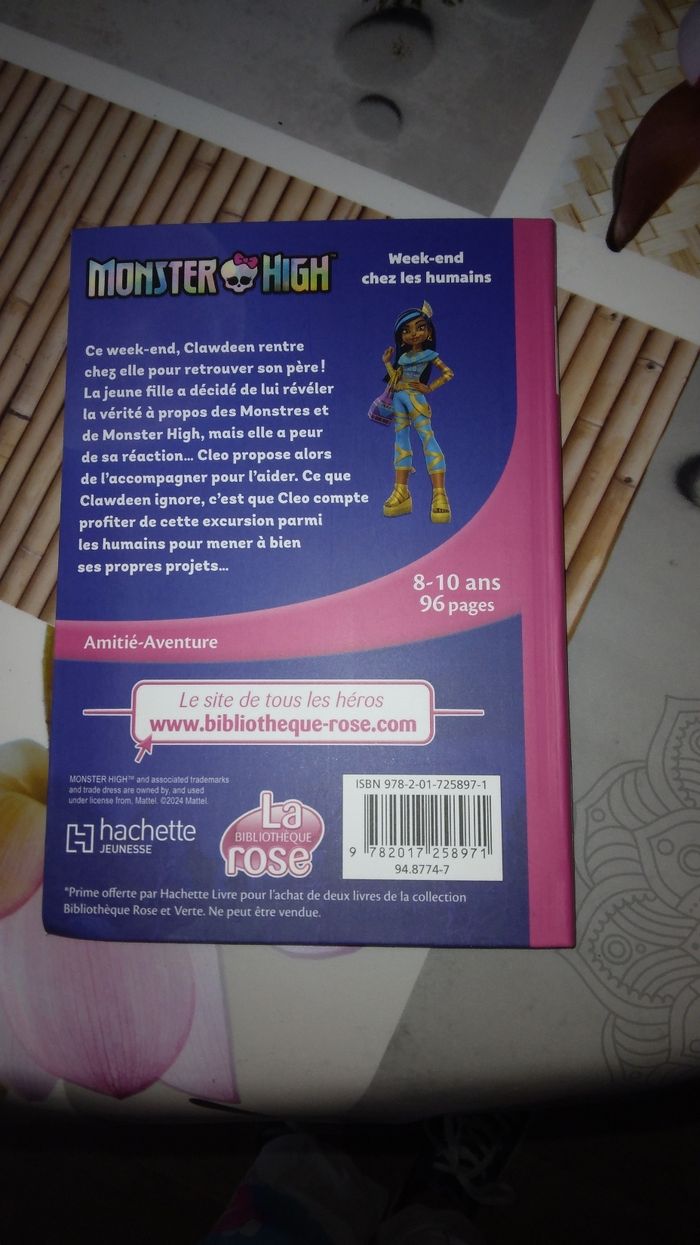 MONSTER HIGH™
Week-end
chez les humains
Ce week-end, Clawdeen rentre
chez elle pour retrouver son père !
La jeune fille a décidé de lui révéler
la vérité à propos des Monstres et
de Monster High, mais elle a peur
de sa réaction... Cleo propose alors
de l'accompagner pour l'aider. Ce que
Clawdeen ignore, c'est que Cleo compte
profiter de cette excursion parmi
les humains pour mener à bien
ses propres projets...
8-10 ans
96 pages
Amitié-Aventure
Le site de tous les héros
www.bibliotheque-rose.com
MONSTER HIGH™ and associated trademarks
and trade dress are owned by, and used
under license from, Mattel. ©2024 Mattel.
hachette
JEUNESSE
La
BIBLIOTHÈQUE
rose
ISBN 978-2-01-725897-1
9 782017 258971
94.8774-7
*Prime offerte par Hachette Livre pour l'achat de deux livres de la collection
Bibliothèque Rose et Verte. Ne peut être vendue.